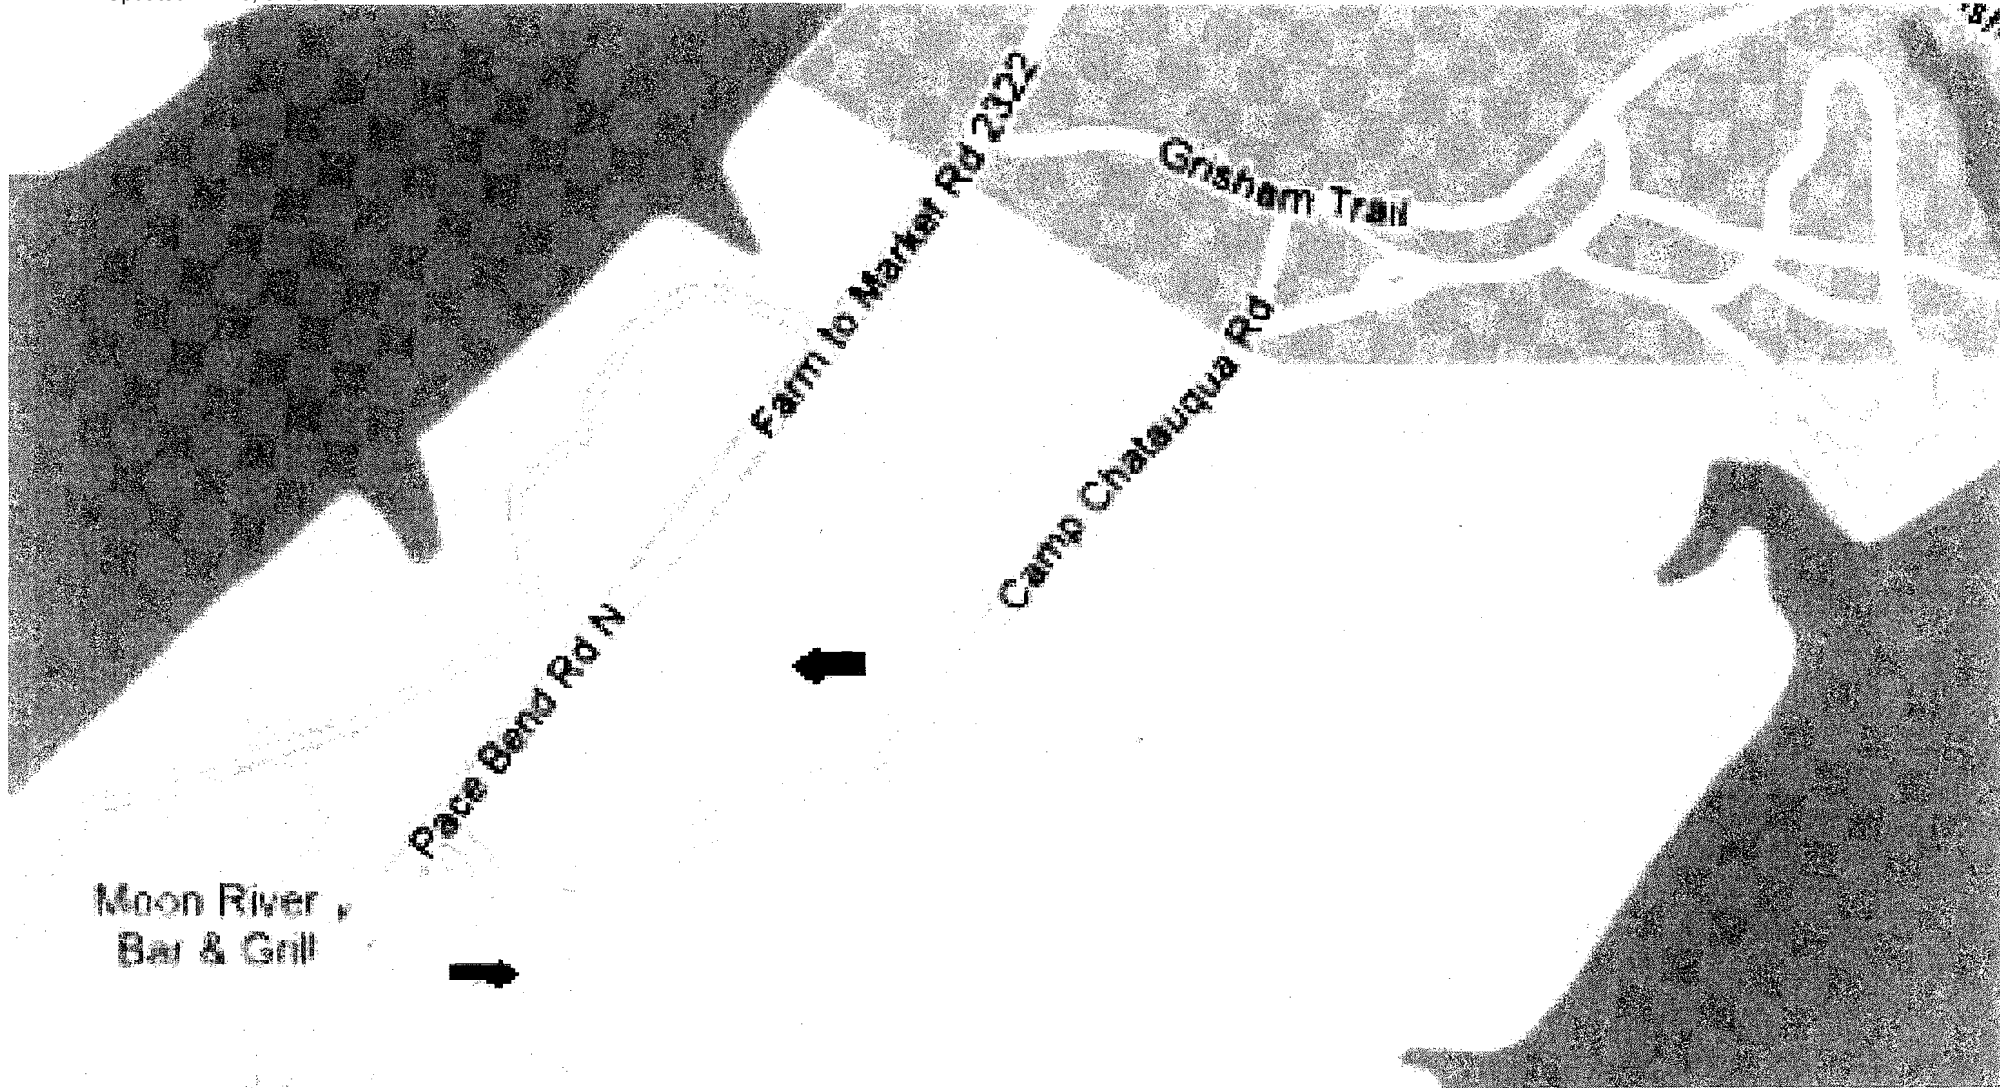 Farm to Market Rd 2322
Grisham Trail
Camp Chatauqua Rd
Pace Bend Rd N
Moon River
Bar & Grill